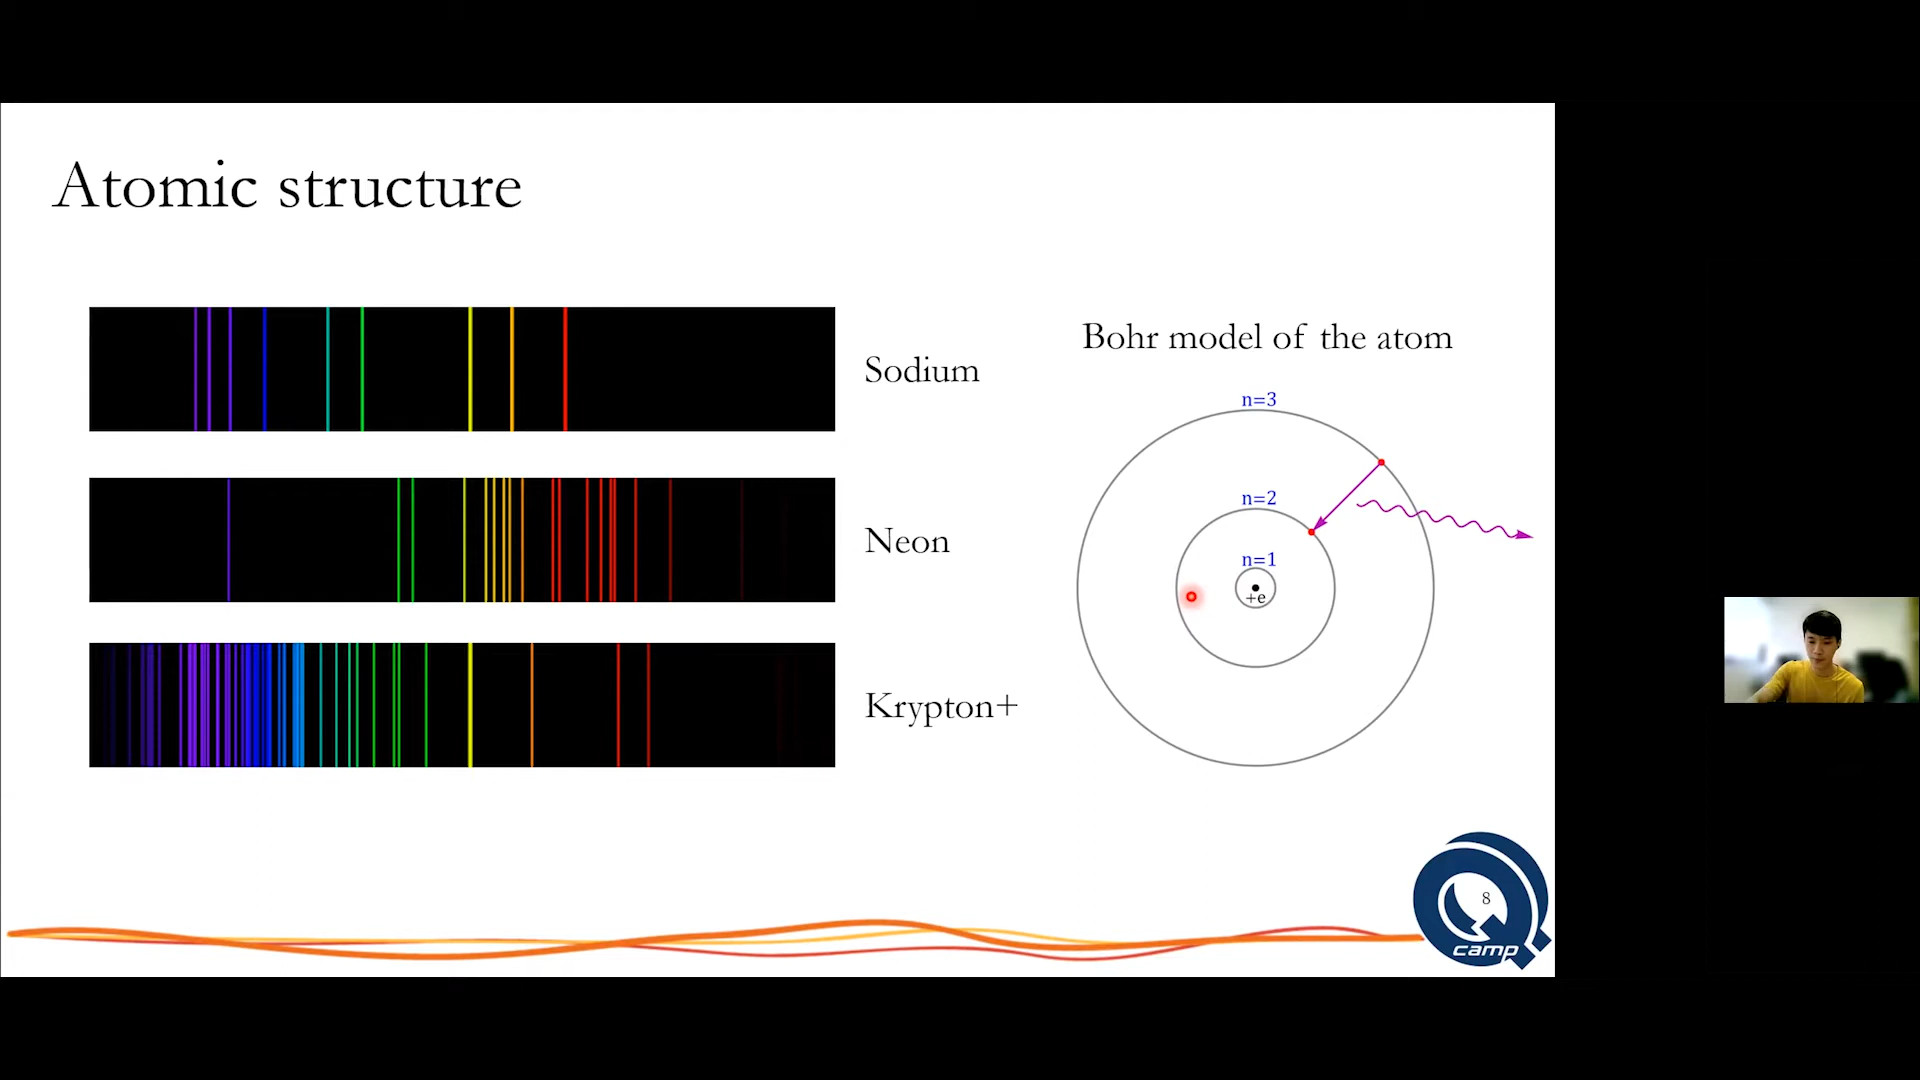 Atomic structure
Sodium
Neon
Krypton+
Bohr model of the atom
n=3
n=2
n=1
+e
8
camp